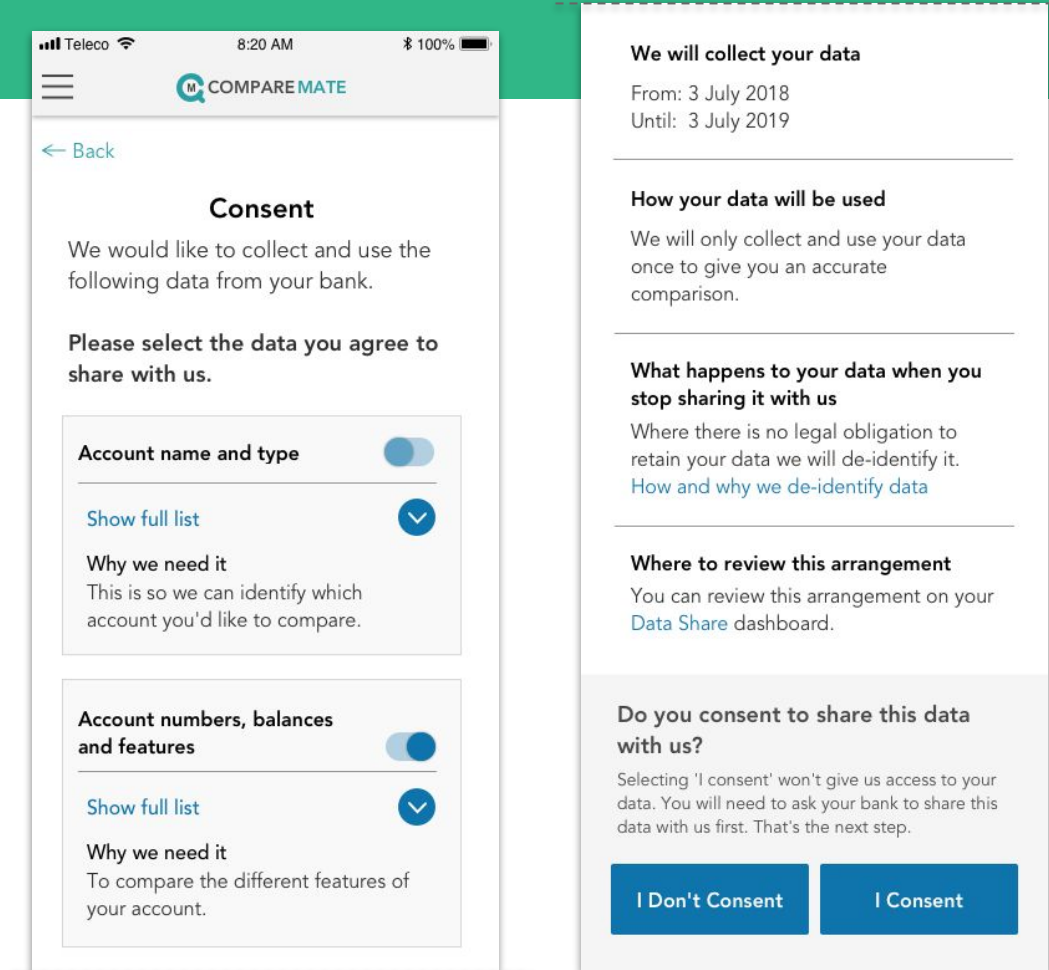 Teleco
8:20 AM
100%
M COMPARE MATE
← Back
Consent
We would like to collect and use the
following data from your bank.
Please select the data you agree to
share with us.
Account name and type
Show full list
Why we need it
This is so we can identify which
account you'd like to compare.
Account numbers, balances
and features
Show full list
Why we need it
To compare the different features of
your account.
We will collect your data
From: 3 July 2018
Until: 3 July 2019
How your data will be used
We will only collect and use your data
once to give you an accurate
comparison.
What happens to your data when you
stop sharing it with us
Where there is no legal obligation to
retain your data we will de-identify it.
How and why we de-identify data
Where to review this arrangement
You can review this arrangement on your
Data Share dashboard.
Do you consent to share this data
with us?
Selecting 'I consent' won't give us access to your
data. You will need to ask your bank to share this
data with us first. That's the next step.
I Don't Consent
I Consent